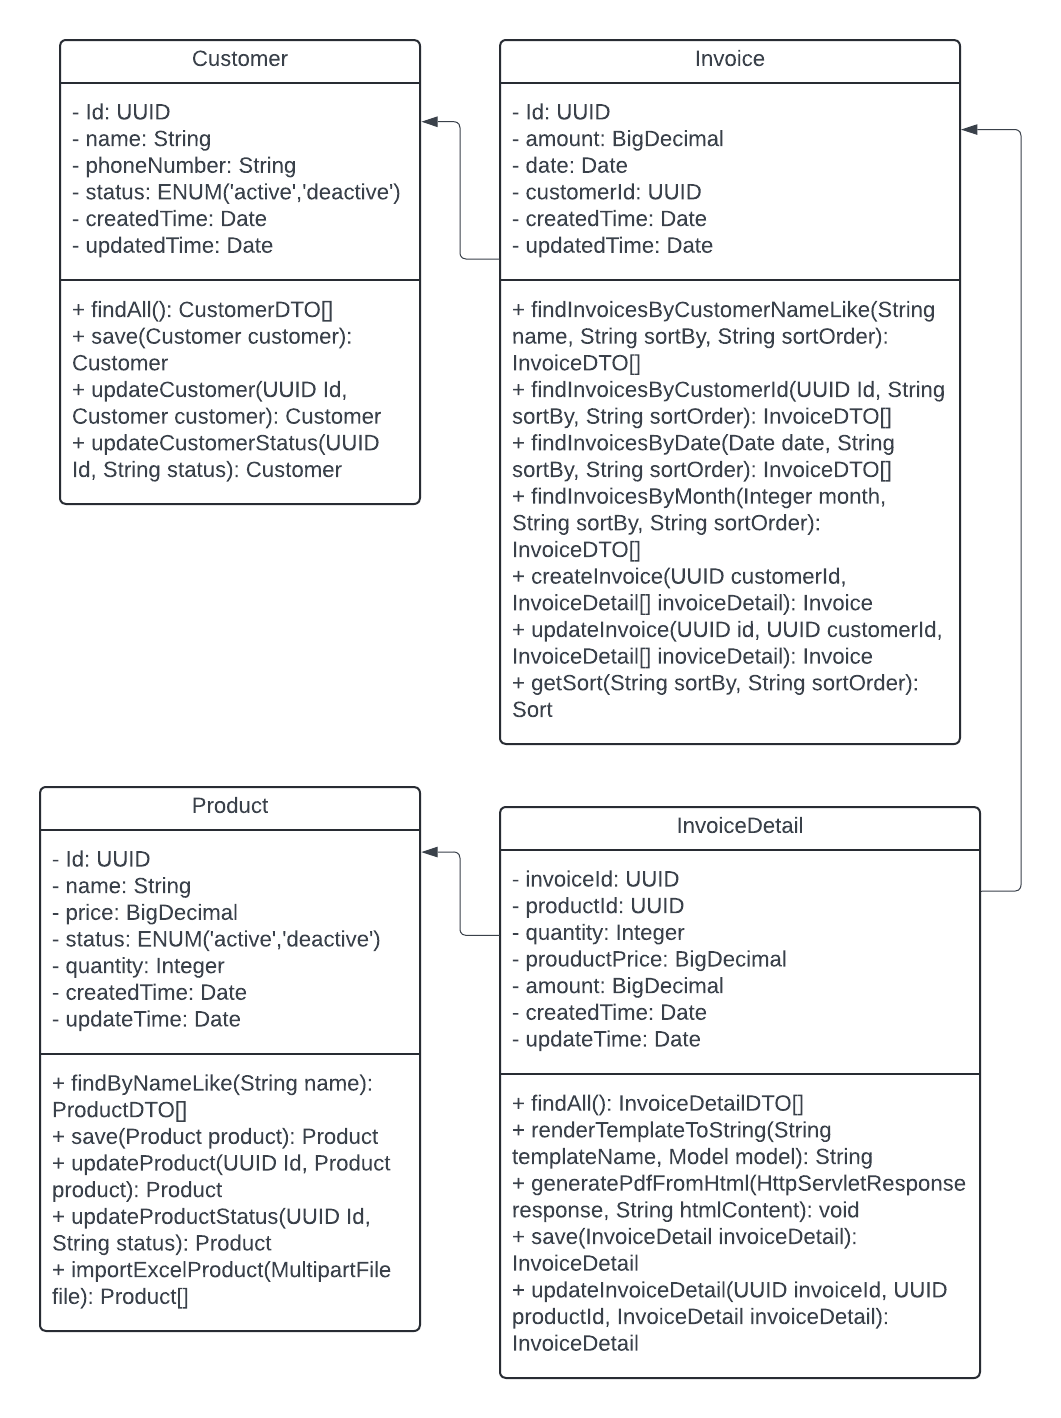 Customer
- Id: UUID
- name: String
- phoneNumber: String
- status: ENUM('active','deactive')
- createdTime: Date
- updatedTime: Date
+ findAll(): CustomerDTO[]
+ save(Customer customer):
Customer
+ updateCustomer(UUID Id,
Customer customer): Customer
+ updateCustomerStatus(UUID
Id, String status): Customer
Invoice
- Id: UUID
- amount: BigDecimal
- date: Date
- customerId: UUID
- createdTime: Date
- updatedTime: Date
+ findInvoicesByCustomerNameLike(String
name, String sortBy, String sortOrder):
InvoiceDTO[]
+ findInvoicesByCustomerId(UUID Id, String
sortBy, String sortOrder): InvoiceDTO[]
+ findInvoicesByDate(Date date, String
sortBy, String sortOrder): InvoiceDTO[]
+ findInvoicesByMonth(Integer month,
String sortBy, String sortOrder):
InvoiceDTO[]
+ createInvoice(UUID customerId,
InvoiceDetail[] invoiceDetail): Invoice
+ updateInvoice(UUID id, UUID customerId,
InvoiceDetail[] inoviceDetail): Invoice
+ getSort(String sortBy, String sortOrder):
Sort
Product
- Id: UUID
- name: String
- price: BigDecimal
- status: ENUM('active','deactive')
- quantity: Integer
- createdTime: Date
- updateTime: Date
+ findByNameLike(String name):
ProductDTO[]
+ save(Product product): Product
+ updateProduct(UUID Id, Product
product): Product
+ updateProductStatus(UUID Id,
String status): Product
+ importExcelProduct(MultipartFile
file): Product[]
InvoiceDetail
- invoiceId: UUID
- productId: UUID
- quantity: Integer
- prouductPrice: BigDecimal
- amount: BigDecimal
- createdTime: Date
- updateTime: Date
+ findAll(): InvoiceDetailDTO[]
+ renderTemplateToString(String
templateName, Model model): String
+ generatePdfFromHtml(HttpServletResponse
response, String htmlContent): void
+ save(InvoiceDetail invoiceDetail):
InvoiceDetail
+ updateInvoiceDetail(UUID invoiceId, UUID
productId, InvoiceDetail invoiceDetail):
InvoiceDetail